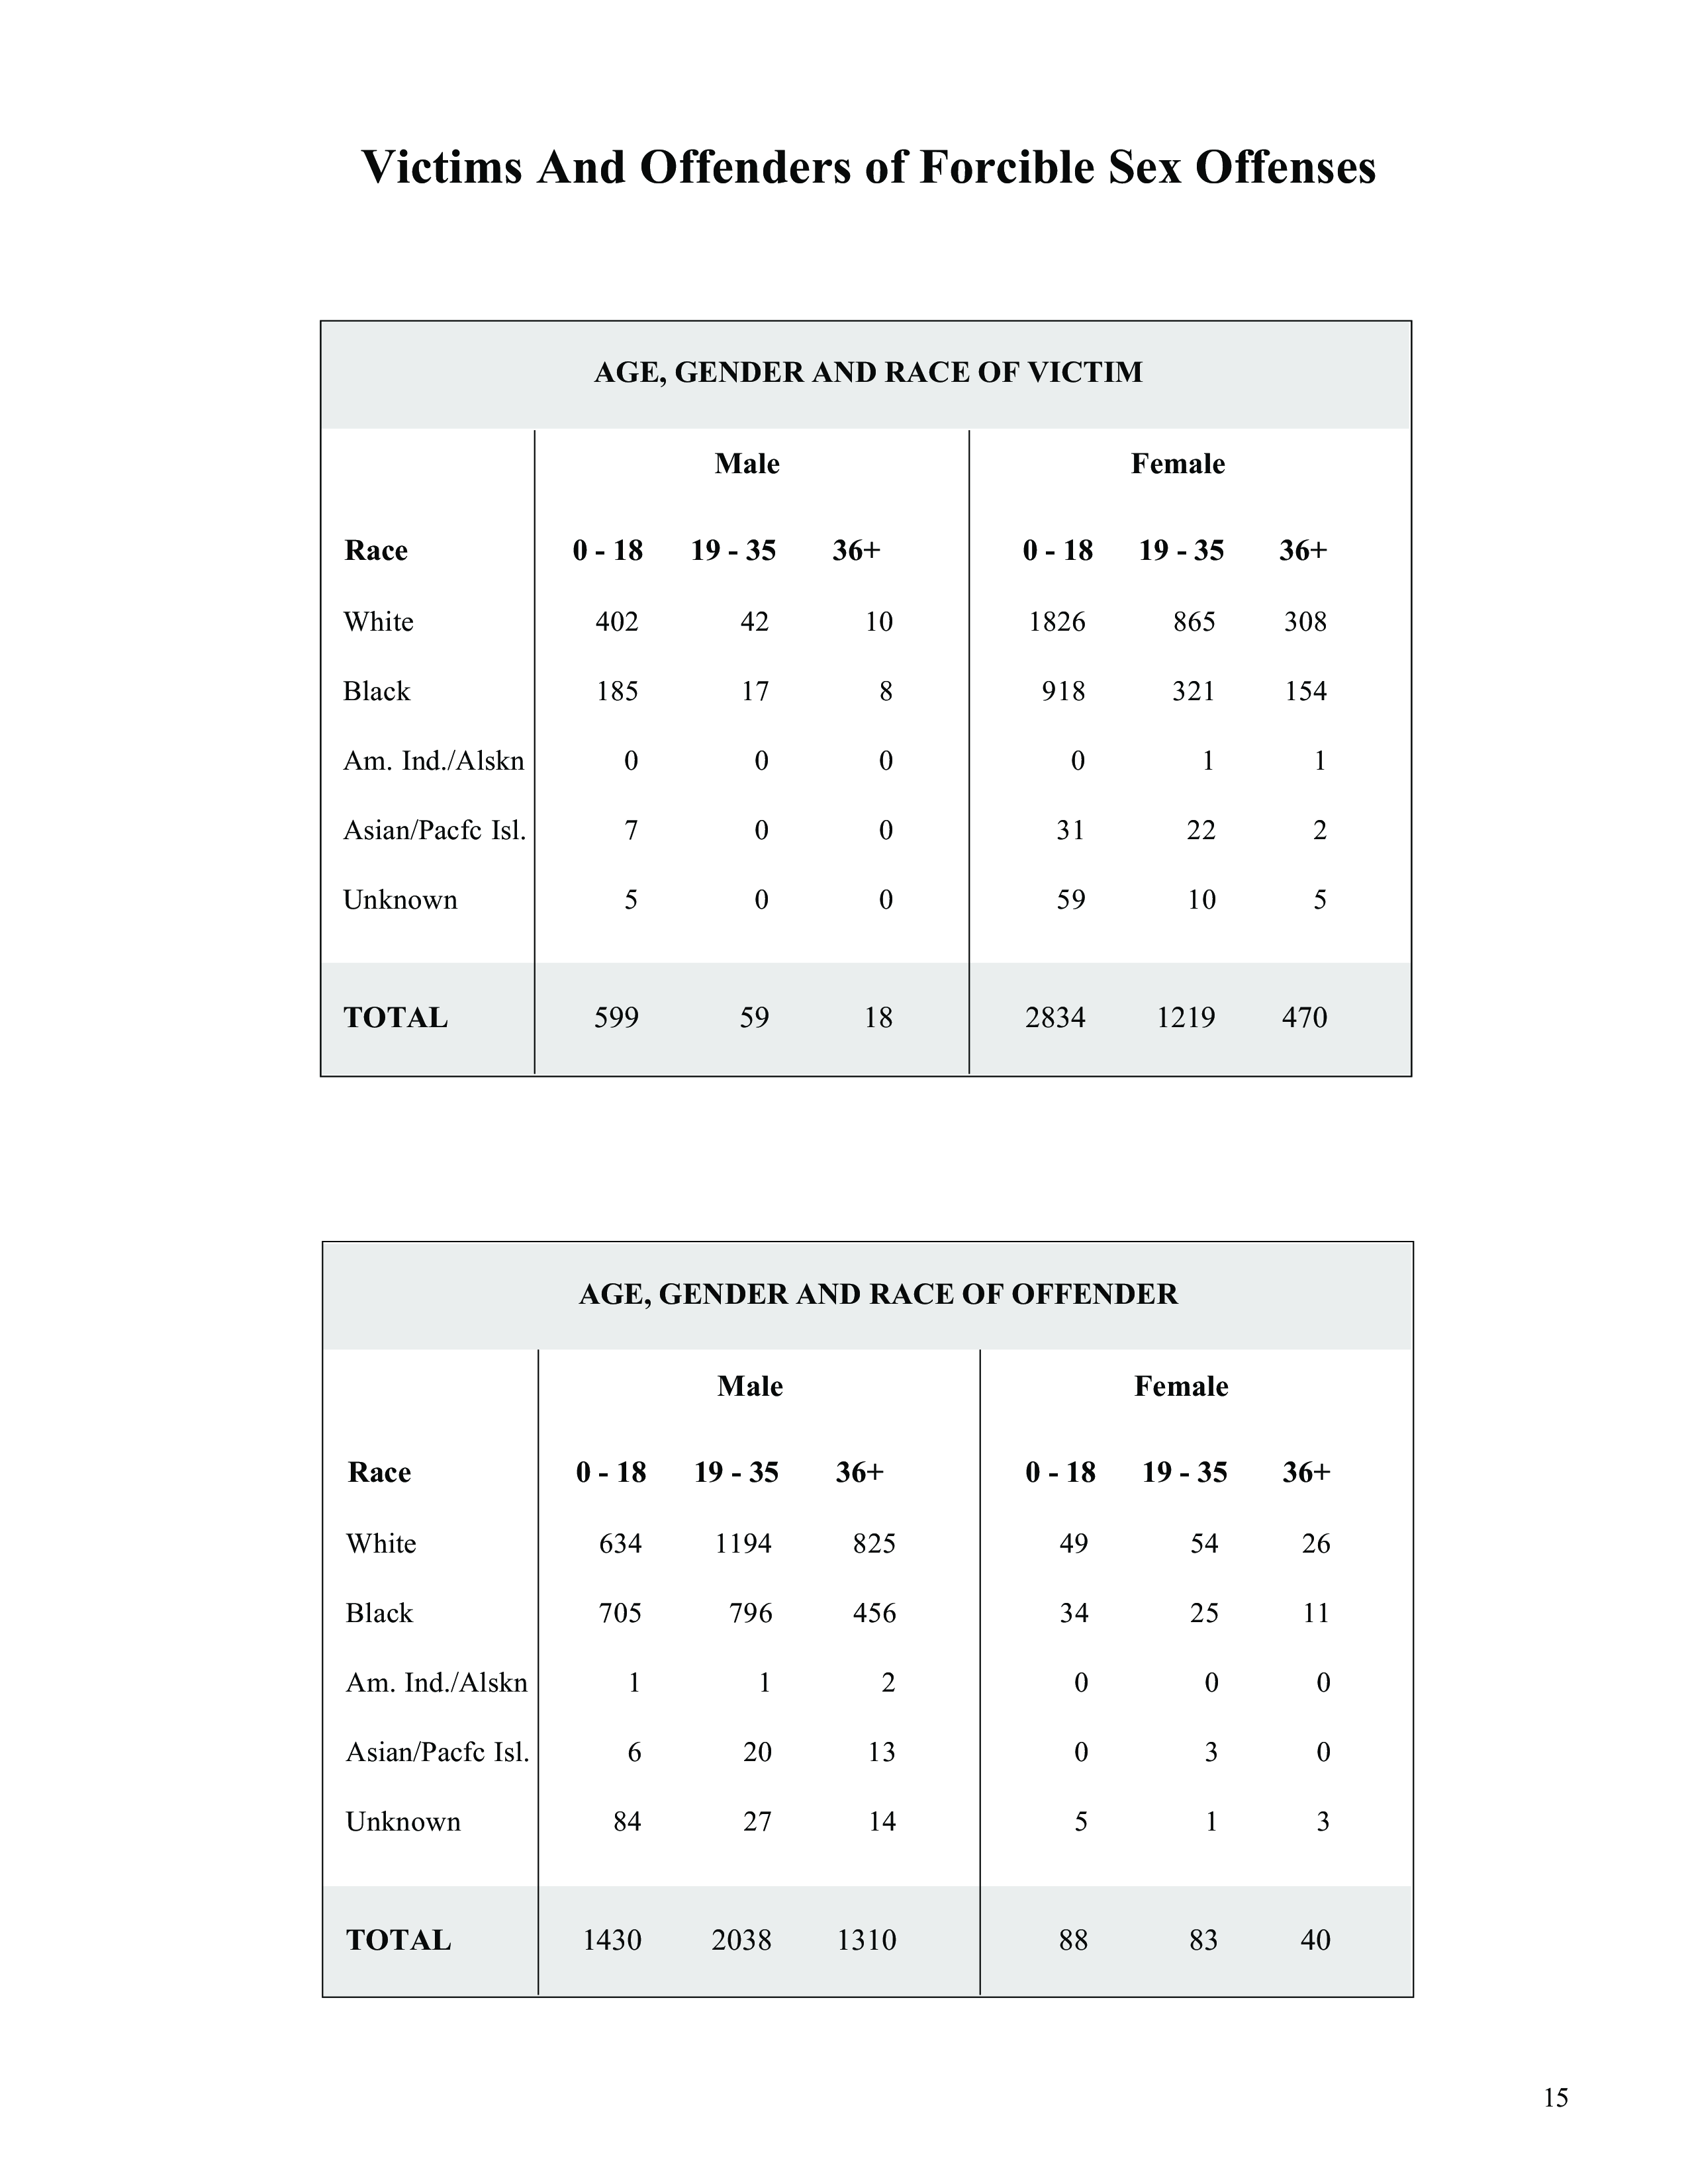 Victims And Offenders of Forcible Sex Offenses
AGE, GENDER AND RACE OF VICTIM
Male Female
Race 0 - 18 19 - 35 36+ 0 - 18 19 - 35 36+
White 402 42 10 1826 865 308
Black 185 17 8 918 321 154
Am. Ind./Alskn 0 0 0 0 1 1
Asian/Pacfc Isl. 7 0 0 31 22 2
Unknown 5 0 0 59 10 5
TOTAL 599 59 18 2834 1219 470
AGE, GENDER AND RACE OF OFFENDER
Male Female
Race 0 - 18 19 - 35 36+ 0 - 18 19 - 35 36+
White 634 1194 825 49 54 26
Black 705 796 456 34 25 11
Am. Ind./Alskn 1 1 2 0 0 0
Asian/Pacfc Isl. 6 20 13 0 3 0
Unknown 84 27 14 5 1 3
TOTAL 1430 2038 1310 88 83 40
15